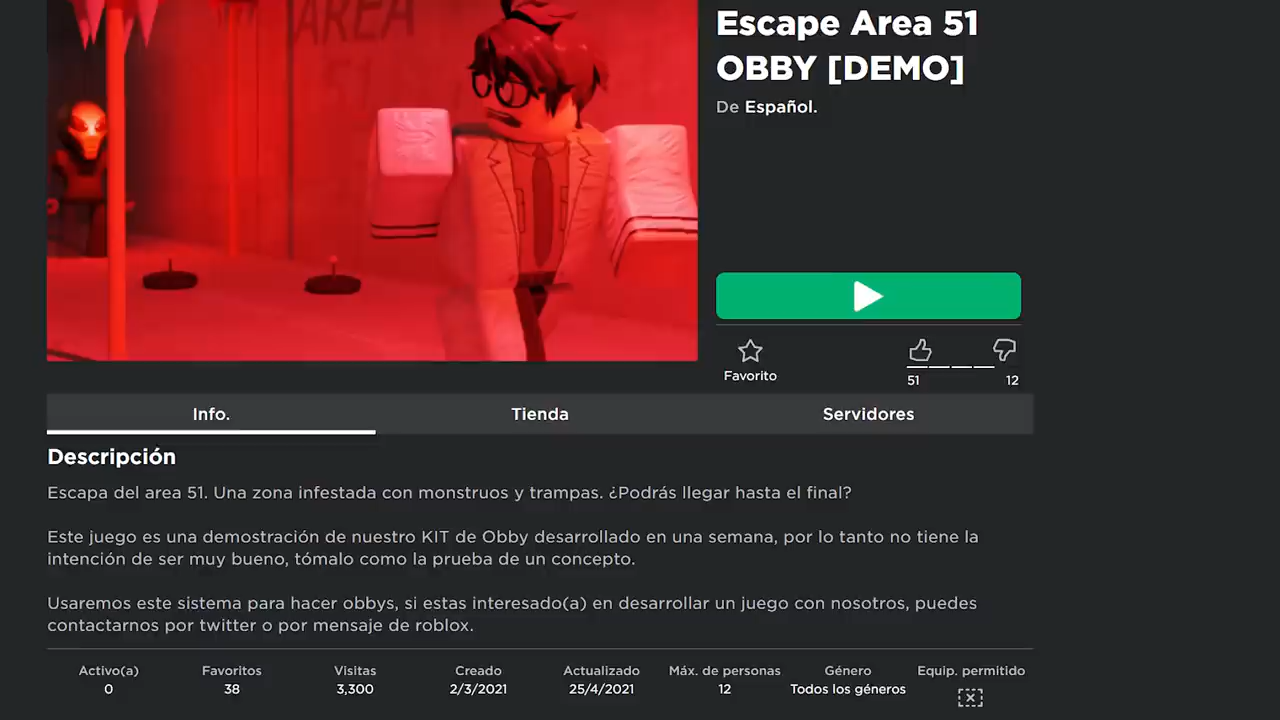 AREA
51
Escape Area 51
OBBY [DEMO]
De Español.
Favorito
51
12
Info.
Tienda
Servidores
Descripción
Escapa del area 51. Una zona infestada con monstruos y trampas. ¿Podrás llegar hasta el final?
Este juego es una demostración de nuestro KIT de Obby desarrollado en una semana, por lo tanto no tiene la
intención de ser muy bueno, tómalo como la prueba de un concepto.
Usaremos este sistema para hacer obbys, si estas interesado(a) en desarrollar un juego con nosotros, puedes
contactarnos por twitter o por mensaje de roblox.
Activo(a) Favoritos Visitas Creado Actualizado Máx. de personas Género Equip. permitido
0 38 3,300 2/3/2021 25/4/2021 12 Todos los géneros